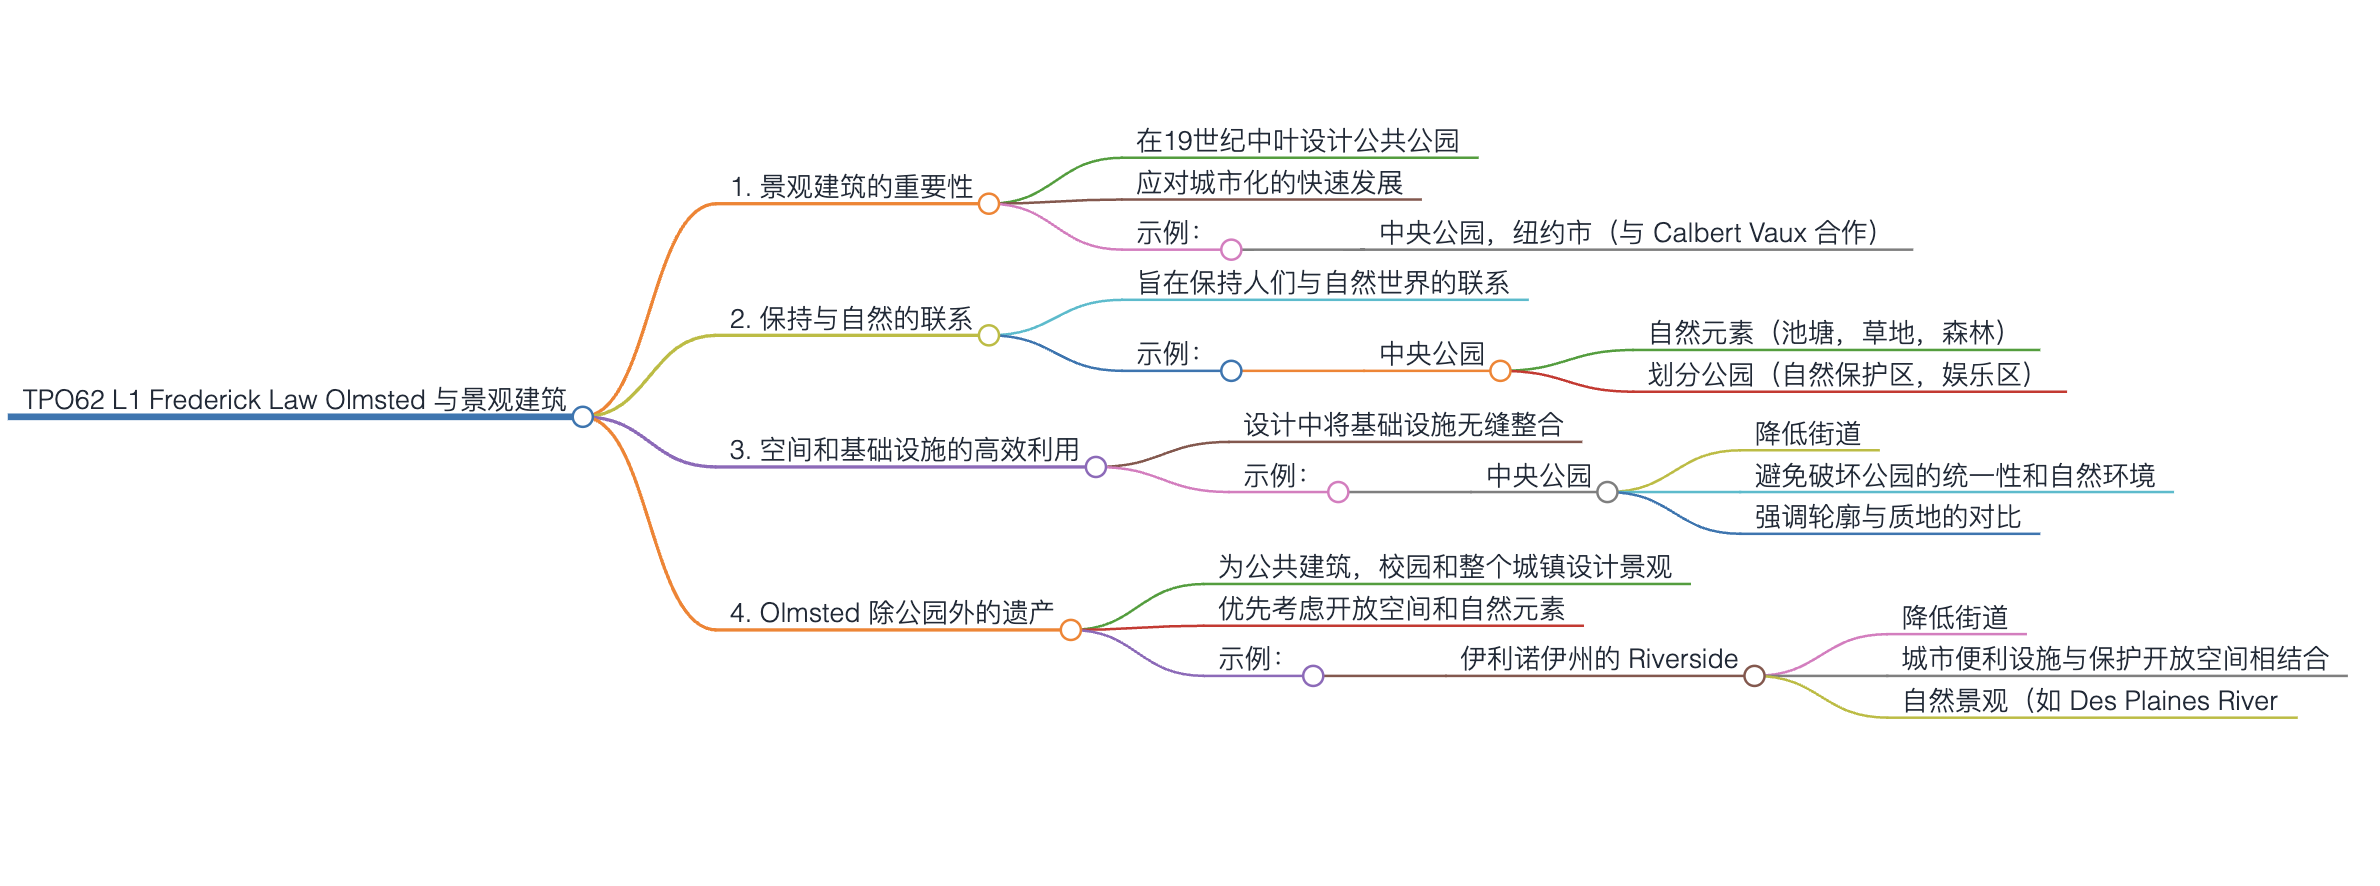 TPO62 L1 Frederick Law Olmsted 与景观建筑
1. 景观建筑的重要性
在19世纪中叶设计公共公园
应对城市化的快速发展
示例：
中央公园，纽约市（与 Calbert Vaux 合作）
2. 保持与自然的联系
旨在保持人们与自然世界的联系
示例：
中央公园
自然元素（池塘，草地，森林）
划分公园（自然保护区，娱乐区）
3. 空间和基础设施的高效利用
设计中将基础设施无缝整合
示例：
中央公园
降低街道
避免破坏公园的统一性和自然环境
强调轮廓与质地的对比
4. Olmsted 除公园外的遗产
为公共建筑，校园和整个城镇设计景观
优先考虑开放空间和自然元素
示例：
伊利诺伊州的 Riverside
降低街道
城市便利设施与保护开放空间相结合
自然景观（如 Des Plaines River